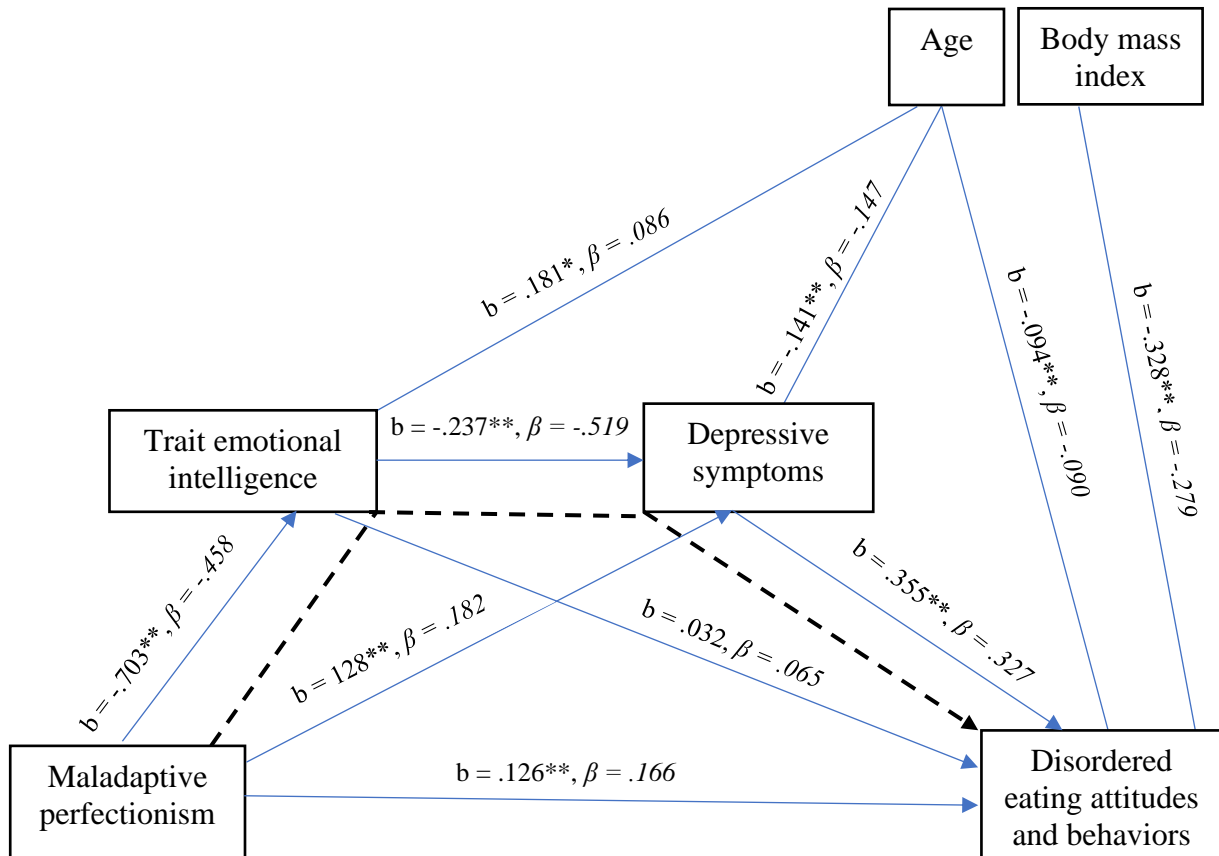 Age
Body mass
index
b = .181*, β = .086
b = -.141**, β = -.147
b = -.094**, β = -.090
b = -.328**, β = -.279
Trait emotional
intelligence
b = -.237**, β = -.519
Depressive
symptoms
b = -.703**, β = -.458
b = 128**, β = .182
b = .032, β = .065
b = .355**, β = .327
Maladaptive
perfectionism
b = .126**, β = .166
Disordered
eating attitudes
and behaviors